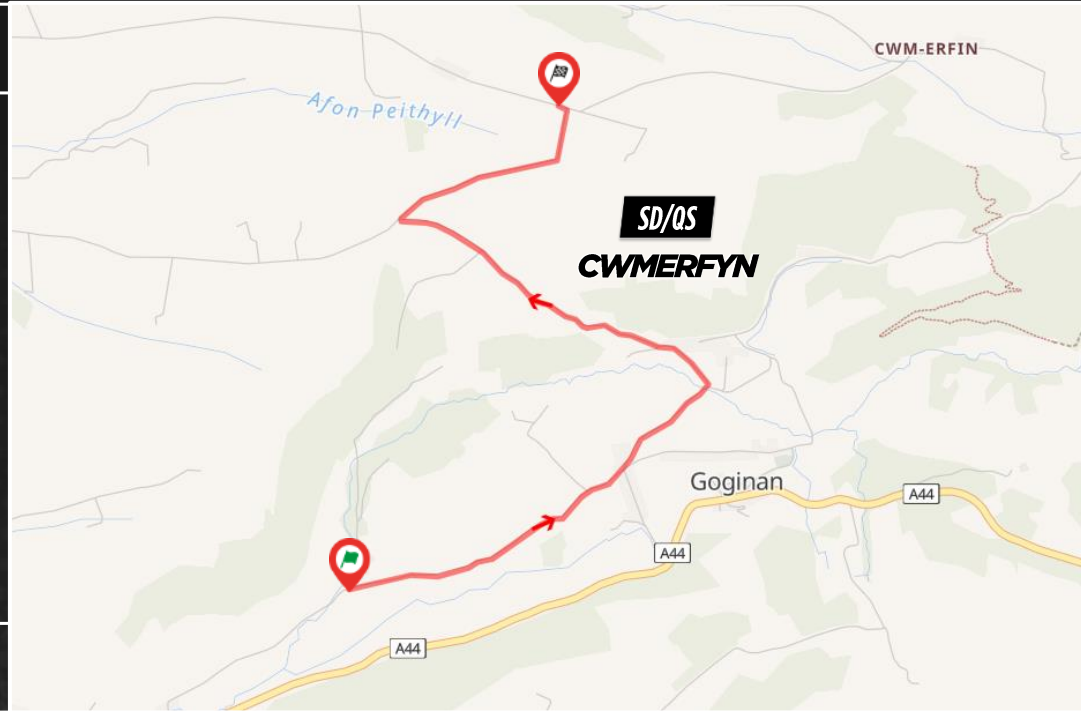 CWM-ERFIN
Afon Peithyll
SD/QS
CWMERFYN
Goginan
A44
A44
A44